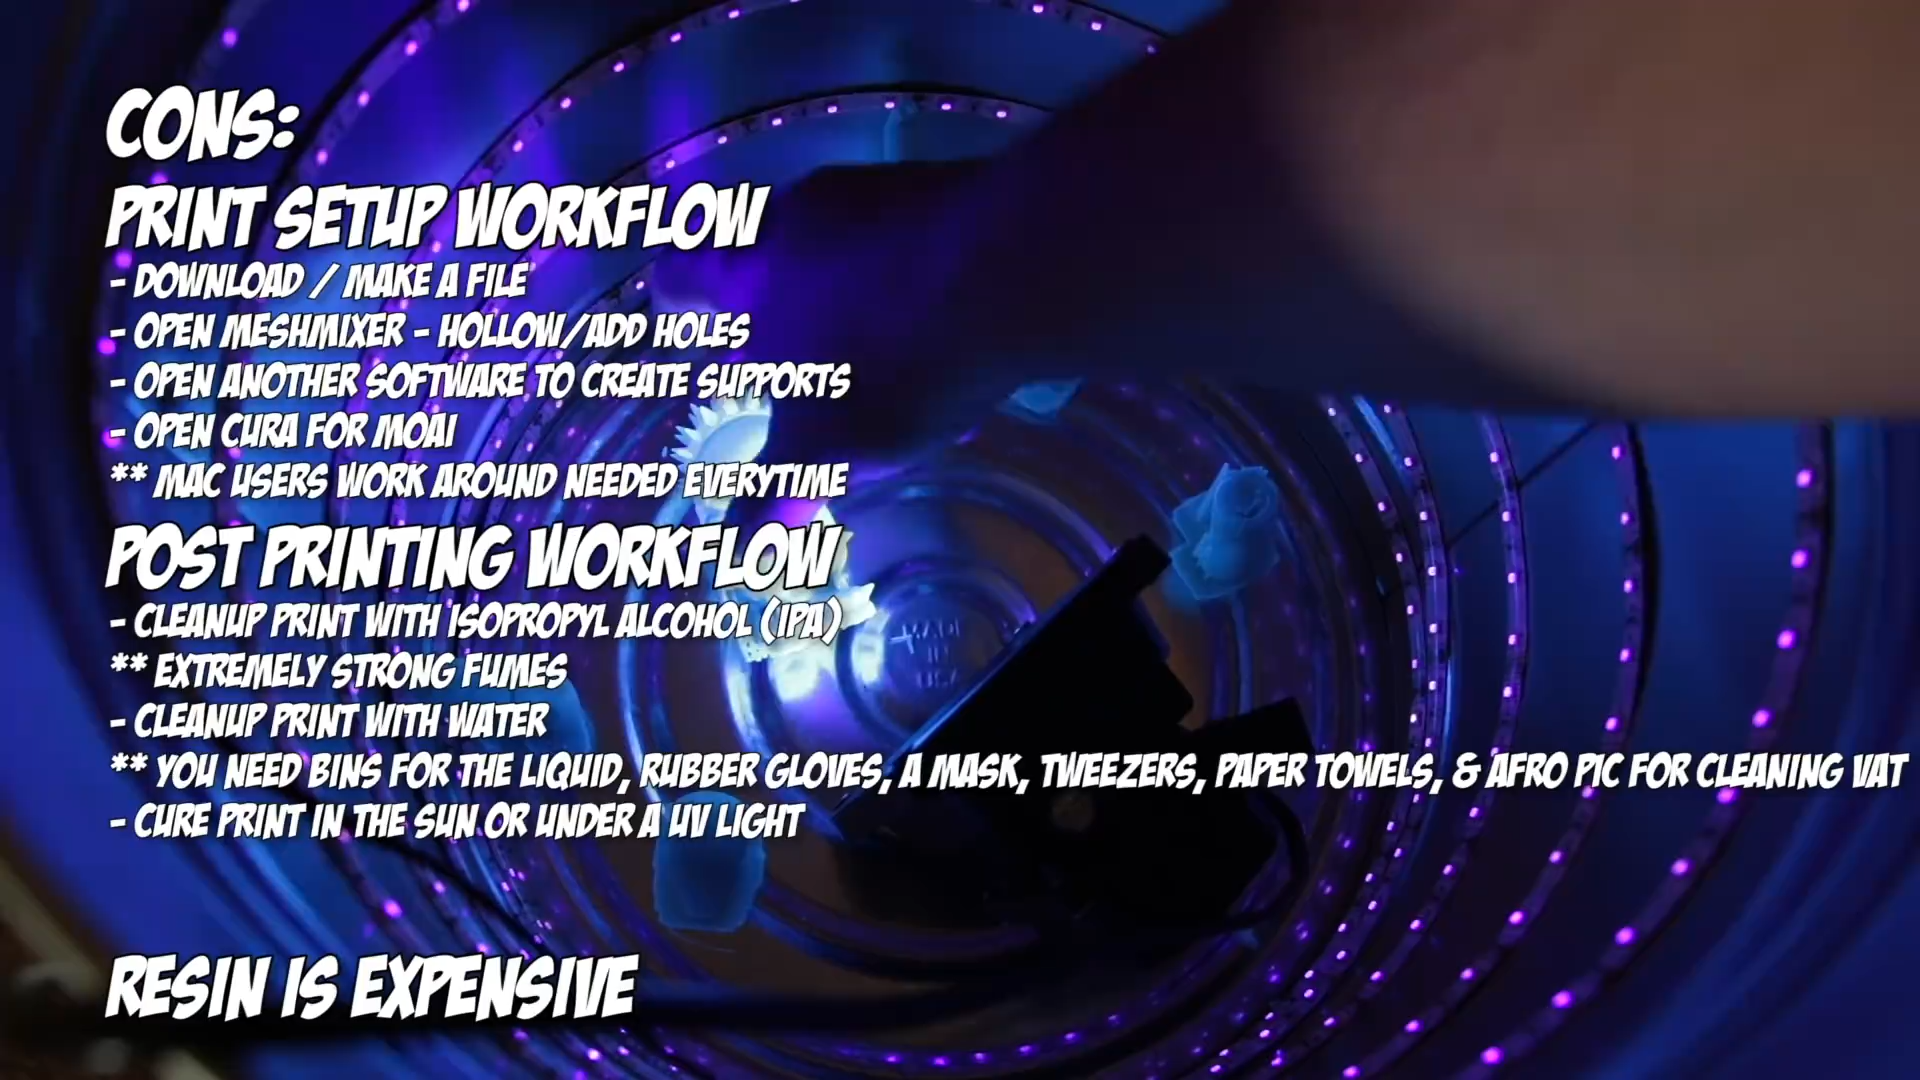 CONS:
PRINT SETUP WORKFLOW
- DOWNLOAD / MAKE A FILE
- OPEN MESHMIXER - HOLLOW/ADD HOLES
- OPEN ANOTHER SOFTWARE TO CREATE SUPPORTS
- OPEN CURA FOR MOAI
** MAC USERS WORK AROUND NEEDED EVERYTIME
POST PRINTING WORKFLOW
- CLEANUP PRINT WITH ISOPROPYL ALCOHOL (IPA)
** EXTREMELY STRONG FUMES
- CLEANUP PRINT WITH WATER
** YOU NEED BINS FOR THE LIQUID, RUBBER GLOVES, A MASK, TWEEZERS, PAPER TOWELS, & AFRO PIC FOR CLEANING VAT
- CURE PRINT IN THE SUN OR UNDER A UV LIGHT
RESIN IS EXPENSIVE
MADE
IN
USA